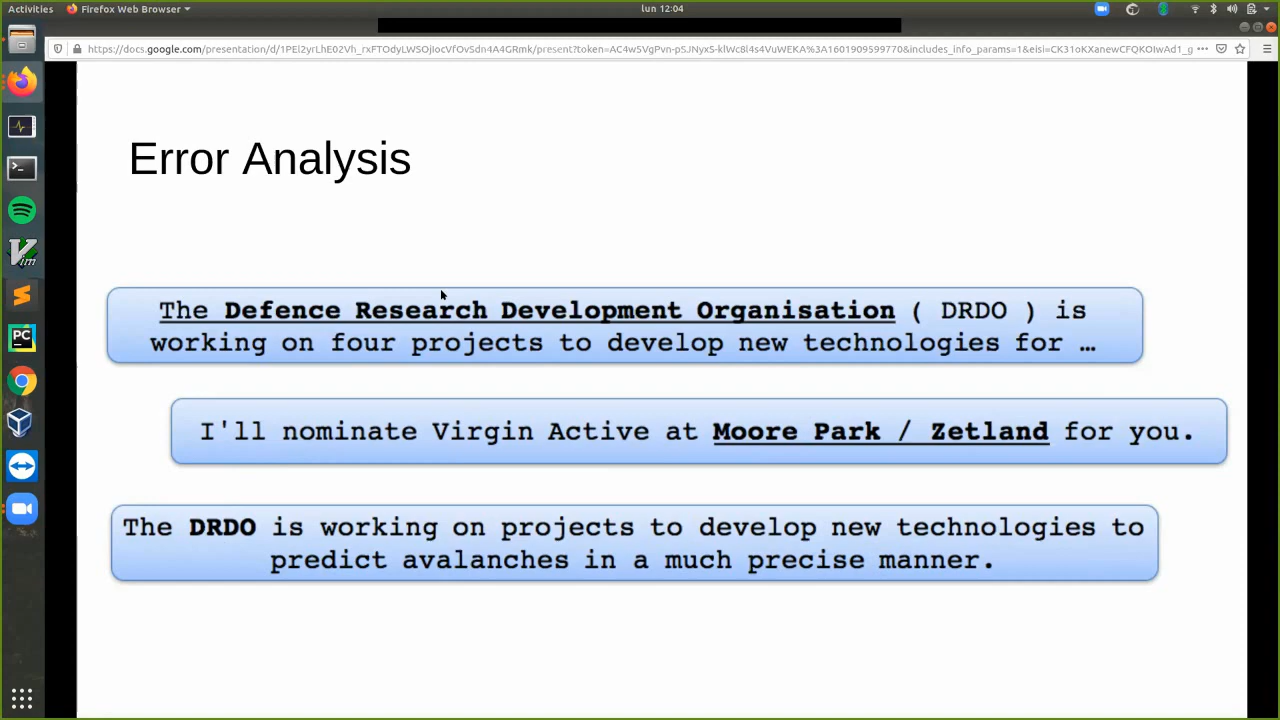 Activities Firefox Web Browser lun 12:04
Error Analysis
The Defence Research Development Organisation ( DRDO ) is
working on four projects to develop new technologies for …
I'll nominate Virgin Active at Moore Park / Zetland for you.
The DRDO is working on projects to develop new technologies to
predict avalanches in a much precise manner.